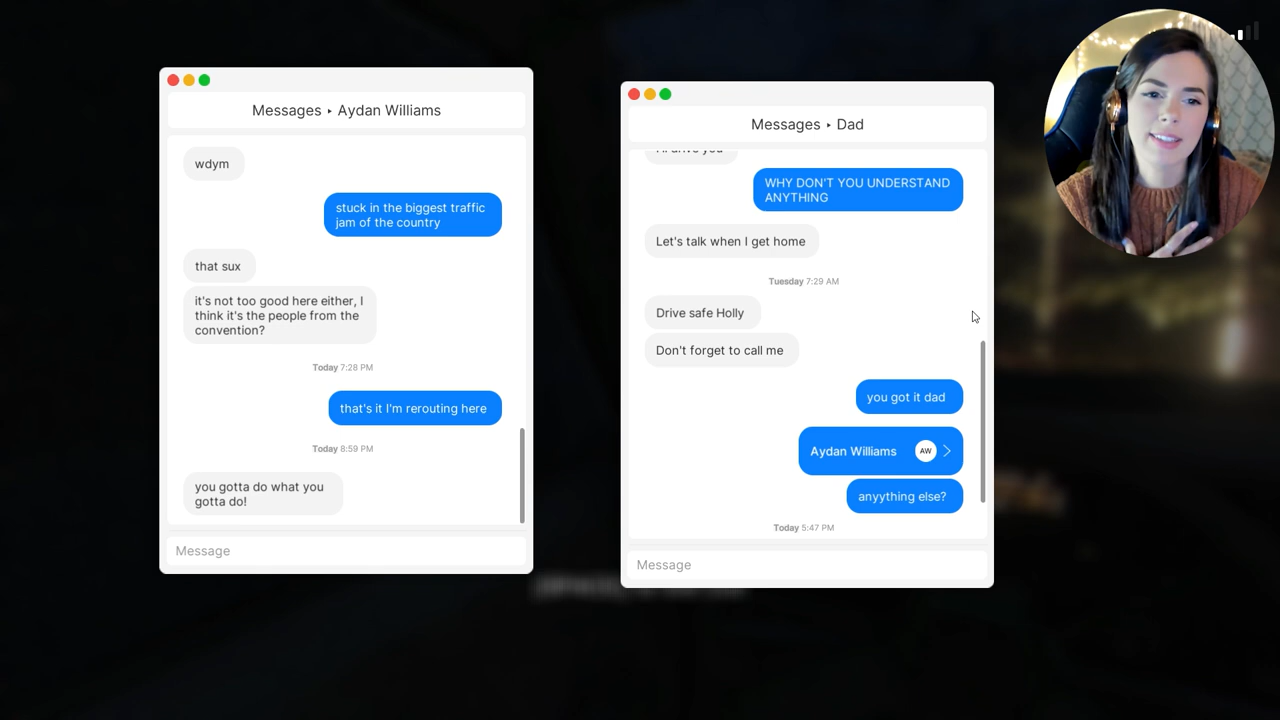 Messages ‣ Aydan Williams
wdym
stuck in the biggest traffic
jam of the country
that sux
it's not too good here either, I
think it's the people from the
convention?
Today 7:28 PM
that's it I'm rerouting here
Today 8:59 PM
you gotta do what you
gotta do!
Message
Messages ‣ Dad
I'll drive you
WHY DON'T YOU UNDERSTAND
ANYTHING
Let's talk when I get home
Tuesday 7:29 AM
Drive safe Holly
Don't forget to call me
you got it dad
Aydan Williams
AW
anyything else?
Today 5:47 PM
Message